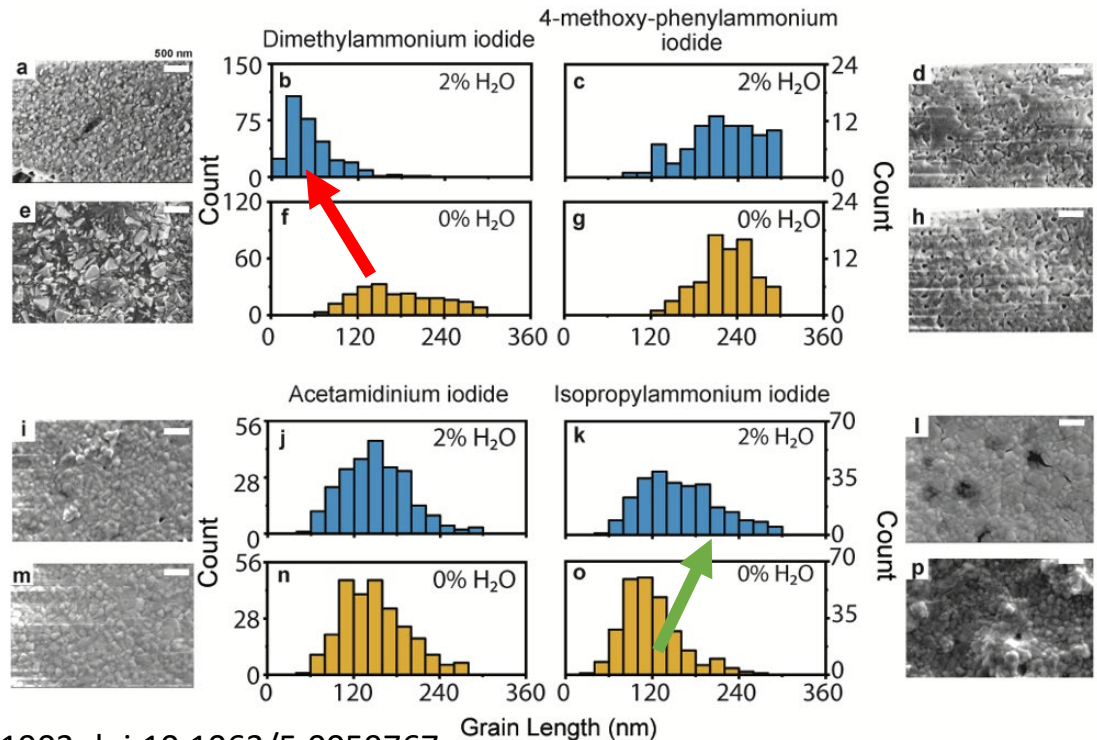 Dimethylammonium iodide
4-methoxy-phenylammonium
iodide
500 nm
a
b
2% H₂O
c
2% H₂O
d
150
75
0
24
12
0
Count
Count
e
f
0% H₂O
g
0% H₂O
h
120
60
0
24
12
0
0 120 240 360
0 120 240 360
Acetamidinium iodide
Isopropylammonium iodide
i
j
2% H₂O
k
2% H₂O
l
56
28
0
70
35
0
Count
Count
m
n
0% H₂O
o
0% H₂O
p
56
28
0
70
35
0
0 120 240 360
0 120 240 360
Grain Length (nm)